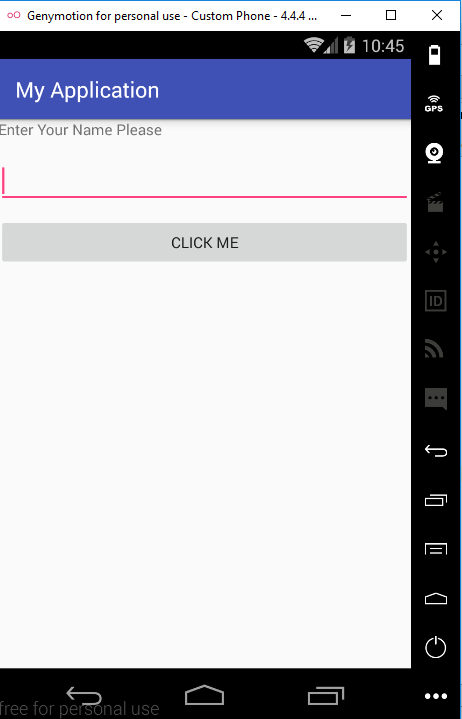 Genymotion for personal use - Custom Phone - 4.4.4 ...
10:45
My Application
GPS
Enter Your Name Please
CLICK ME
ID
free for personal use